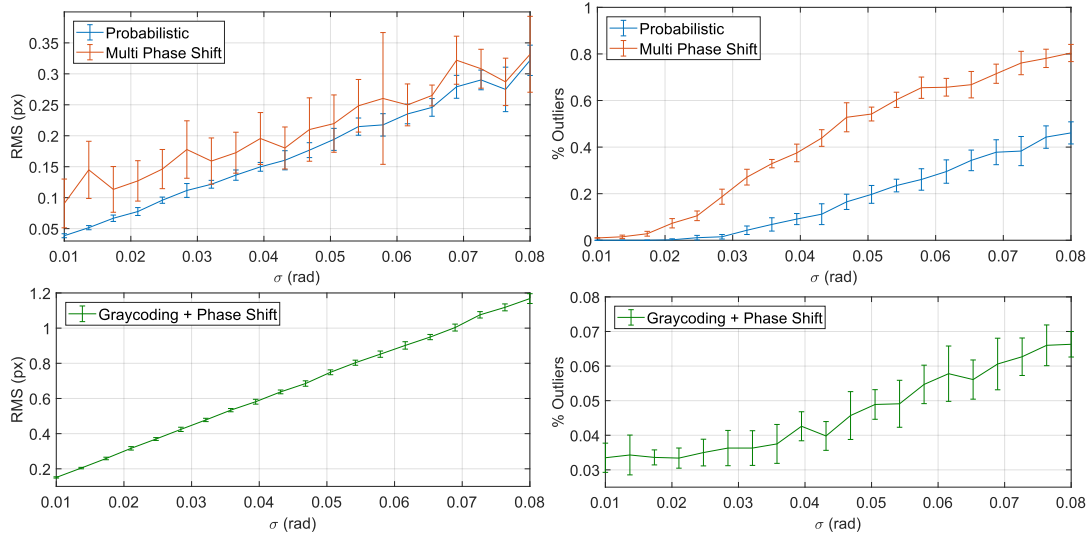 Probabilistic
Multi Phase Shift
RMS (px)
0.35
0.3
0.25
0.2
0.15
0.1
0.05
0.01 0.02 0.03 0.04 0.05 0.06 0.07 0.08
σ (rad)
Probabilistic
Multi Phase Shift
% Outliers
1
0.8
0.6
0.4
0.2
0
0.01 0.02 0.03 0.04 0.05 0.06 0.07 0.08
σ (rad)
Graycoding + Phase Shift
RMS (px)
1.2
1
0.8
0.6
0.4
0.2
0.01 0.02 0.03 0.04 0.05 0.06 0.07 0.08
σ (rad)
Graycoding + Phase Shift
% Outliers
0.08
0.07
0.06
0.05
0.04
0.03
0.01 0.02 0.03 0.04 0.05 0.06 0.07 0.08
σ (rad)